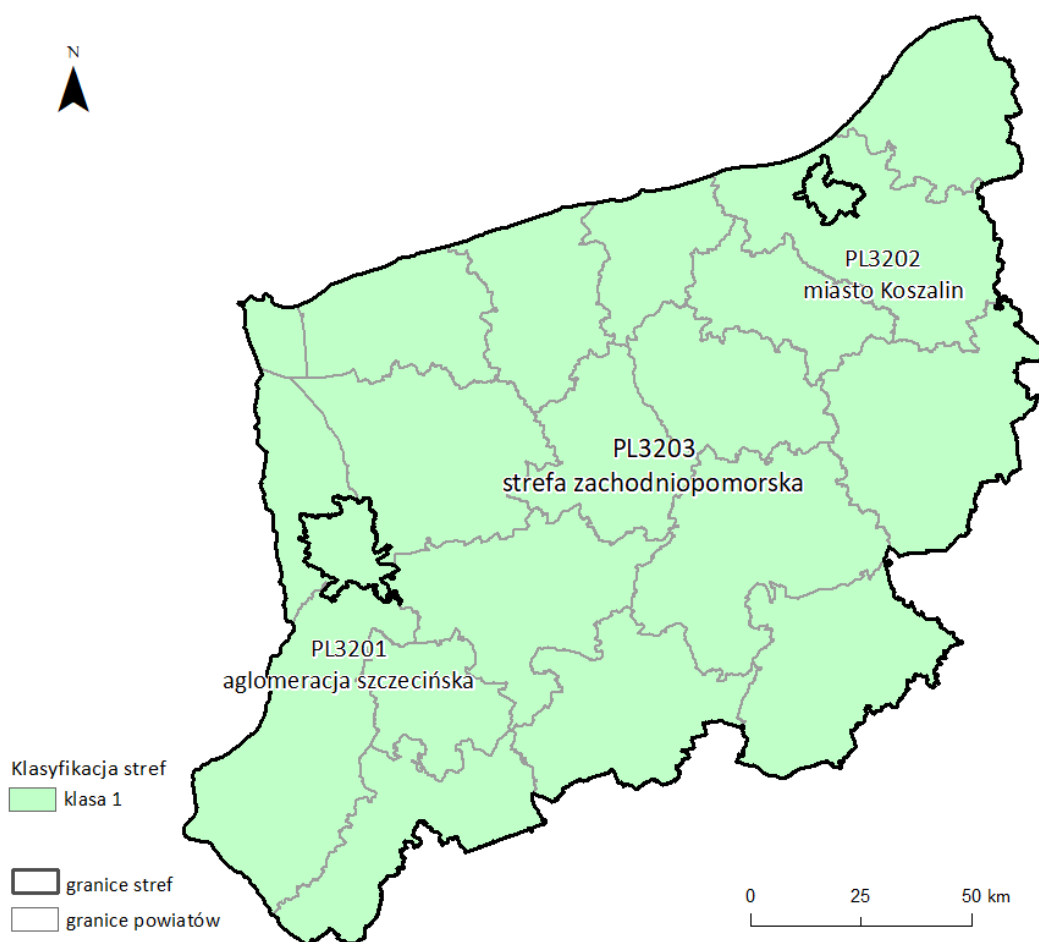 N
PL3202
miasto Koszalin
PL3203
strefa zachodniopomorska
PL3201
aglomeracja szczecińska
Klasyfikacja stref
klasa 1
granice stref
granice powiatów
0 25 50 km